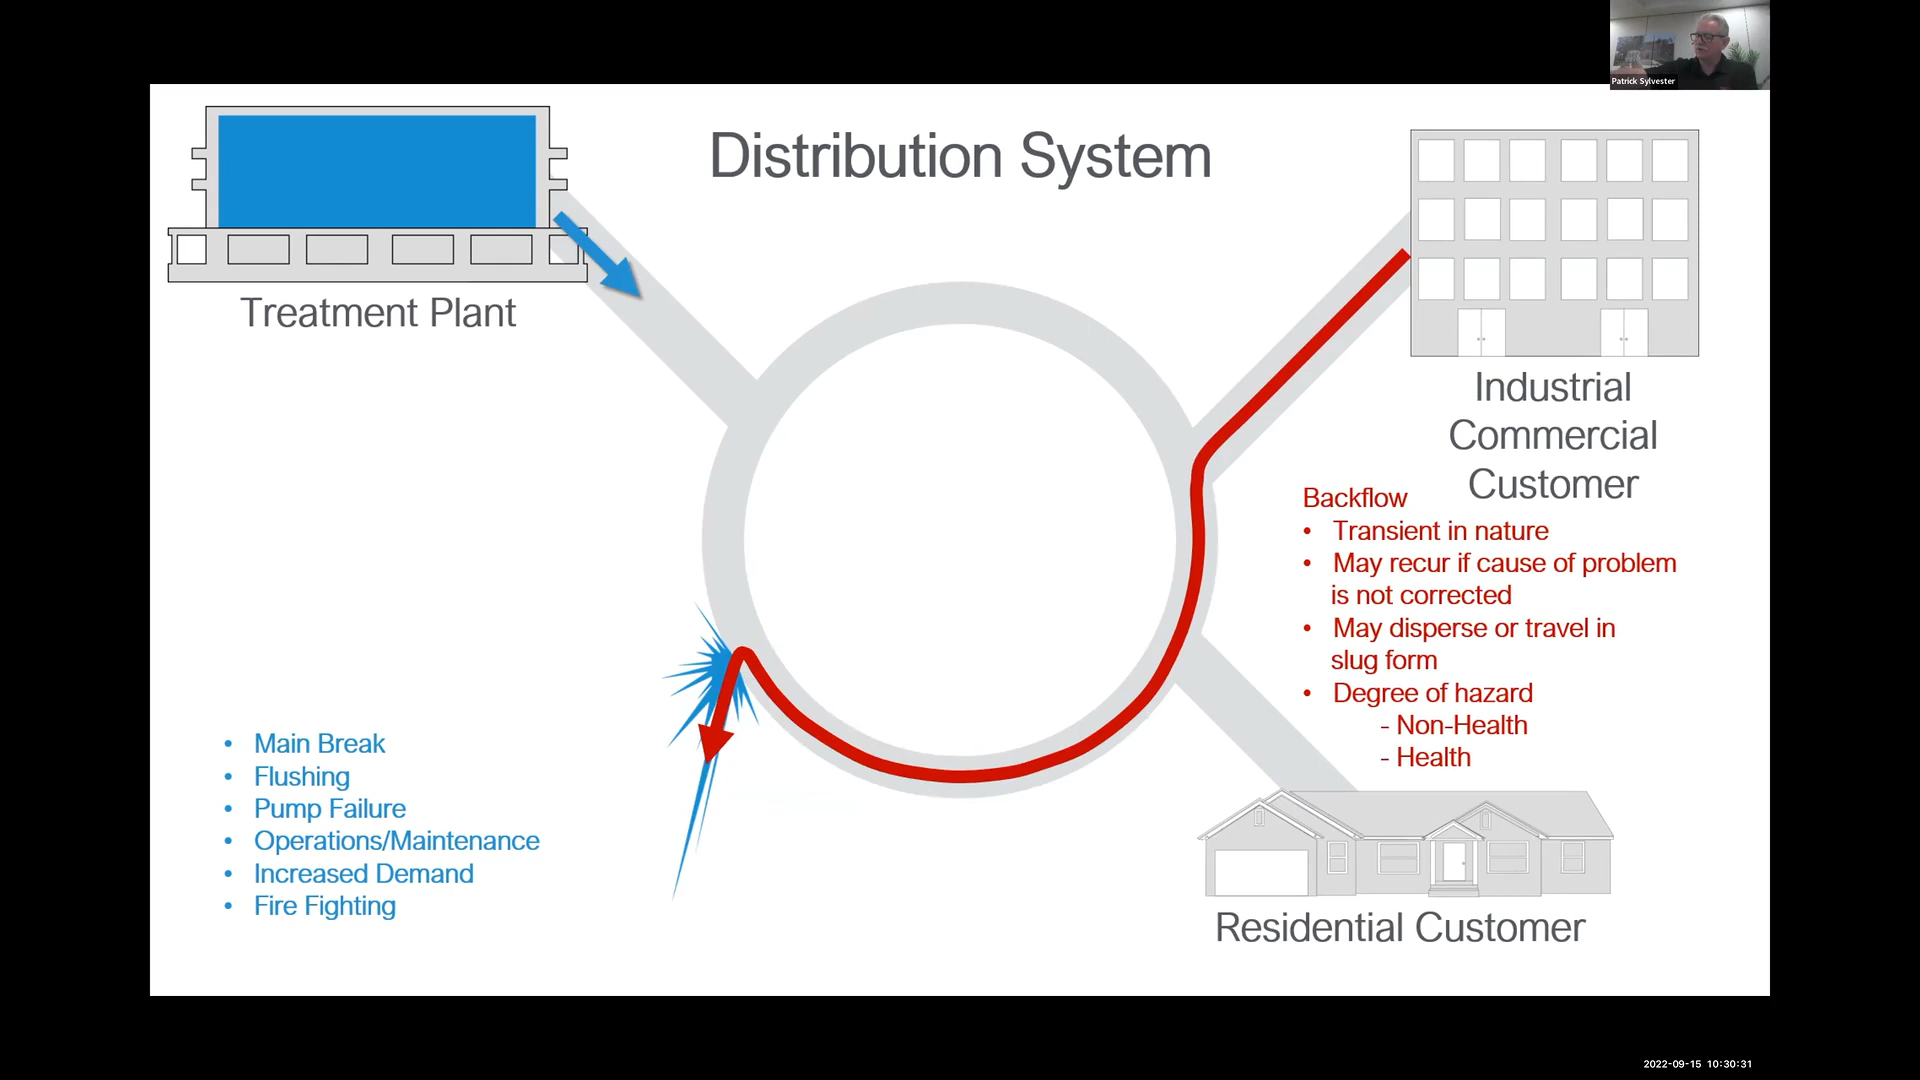 Patrick Sylvester
Distribution System
Treatment Plant
Industrial
Commercial
Customer
Backflow
• Transient in nature
• May recur if cause of problem
is not corrected
• May disperse or travel in
slug form
• Degree of hazard
- Non-Health
- Health
• Main Break
• Flushing
• Pump Failure
• Operations/Maintenance
• Increased Demand
• Fire Fighting
Residential Customer
2022-09-15 10:30:31